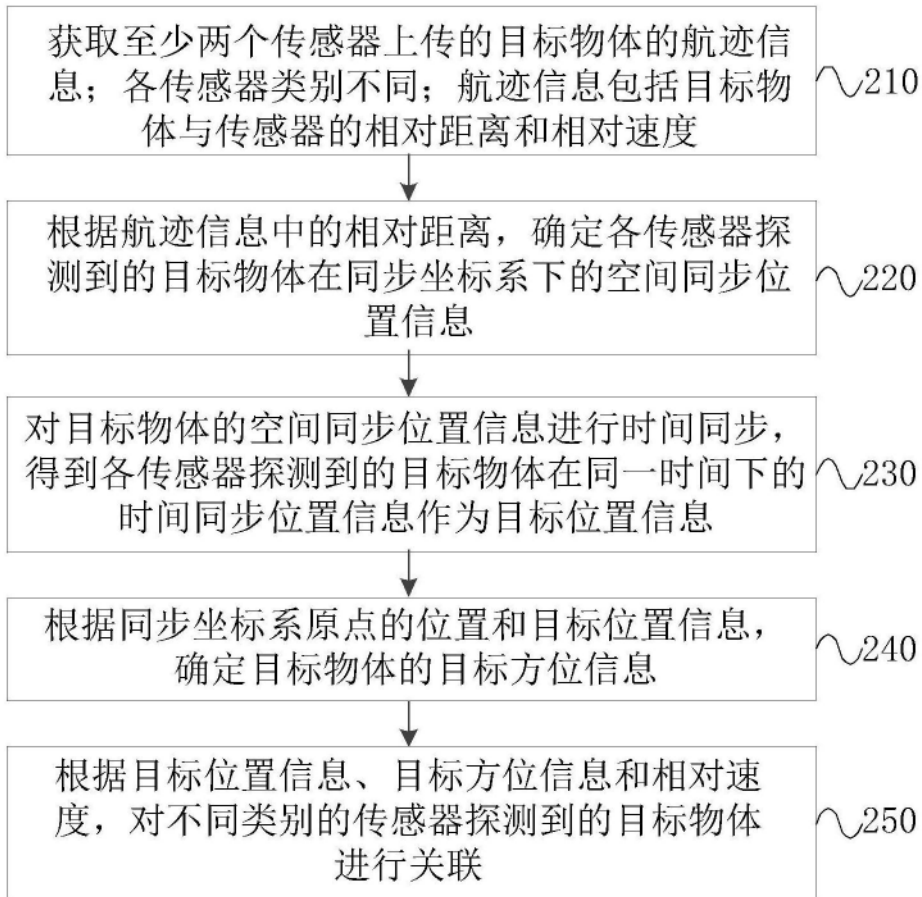 获取至少两个传感器上传的目标物体的航迹信
息；各传感器类别不同；航迹信息包括目标物
体与传感器的相对距离和相对速度
210
根据航迹信息中的相对距离，确定各传感器探
测到的目标物体在同步坐标系下的空间同步位
置信息
220
对目标物体的空间同步位置信息进行时间同步，
得到各传感器探测到的目标物体在同一时间下的
时间同步位置信息作为目标位置信息
230
根据同步坐标系原点的位置和目标位置信息，
确定目标物体的目标方位信息
240
根据目标位置信息、目标方位信息和相对速
度，对不同类别的传感器探测到的目标物体
进行关联
250